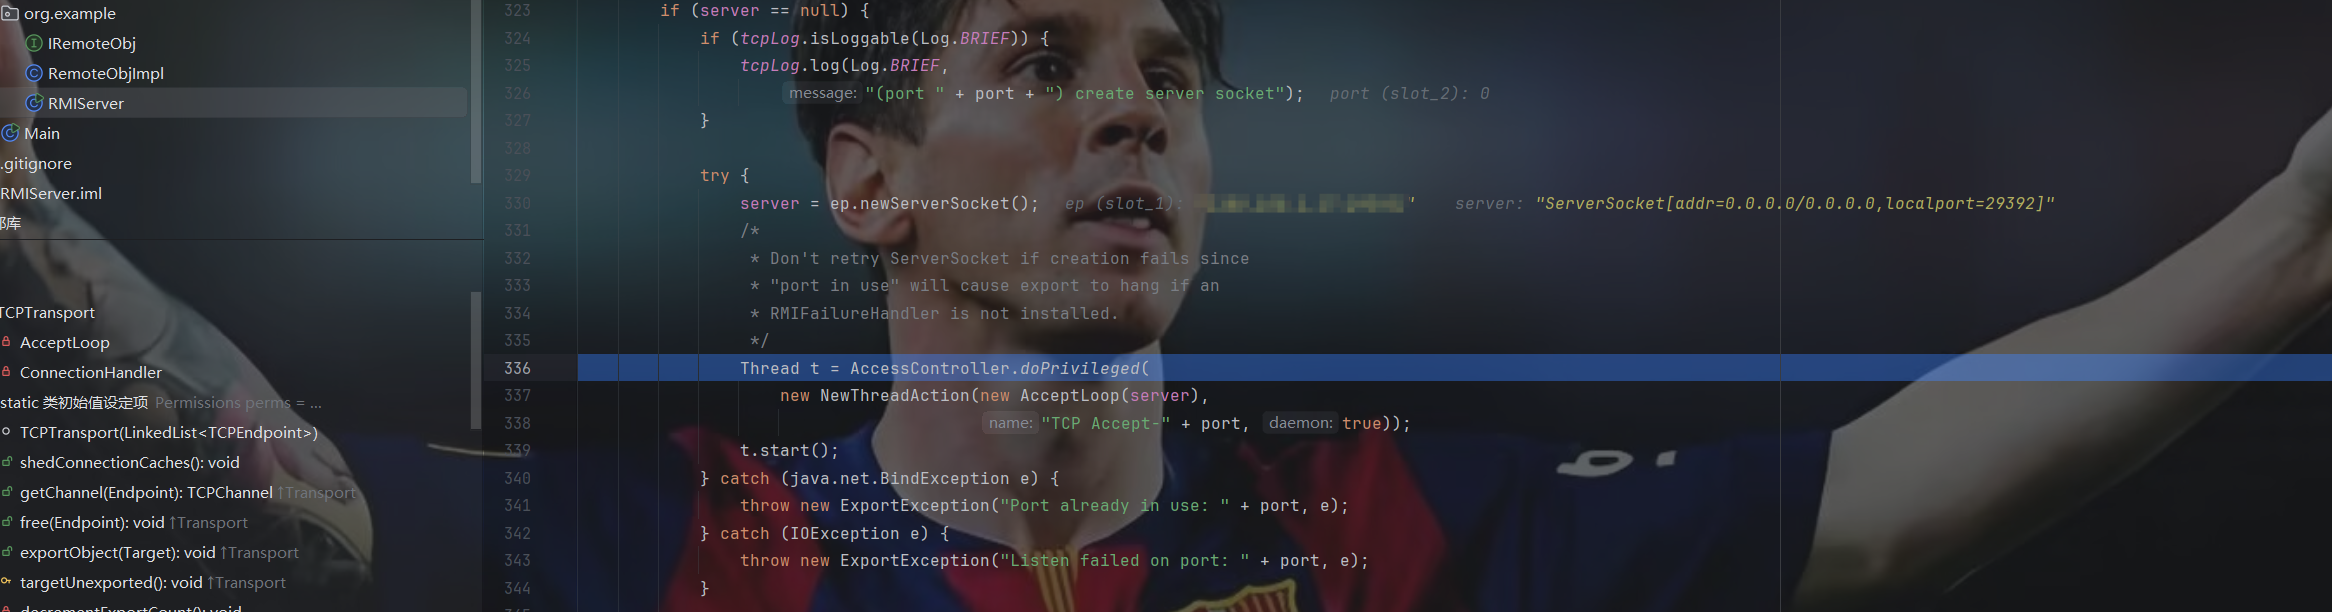 org.example
IRemoteObj
RemoteObjImpl
RMIServer
Main
.gitignore
RMIServer.iml
部库
TCPTransport
AcceptLoop
ConnectionHandler
static 类初始值设定项 Permissions perms = ...
TCPTransport(LinkedList<TCPEndpoint>)
shedConnectionCaches(): void
getChannel(Endpoint): TCPChannel ↑Transport
free(Endpoint): void ↑Transport
exportObject(Target): void ↑Transport
targetUnexported(): void ↑Transport
decrementExportCount(): void
323 if (server == null) {
324 if (tcpLog.isLoggable(Log.BRIEF)) {
325 tcpLog.log(Log.BRIEF,
326 message: "(port " + port + ") create server socket"); port (slot_2): 0
327 }
328
329 try {
330 server = ep.newServerSocket(); ep (slot_1): " server: "ServerSocket[addr=0.0.0.0/0.0.0.0,localport=29392]"
331 /*
332 * Don't retry ServerSocket if creation fails since
333 * "port in use" will cause export to hang if an
334 * RMIFailureHandler is not installed.
335 */
336 Thread t = AccessController.doPrivileged(
337 new NewThreadAction(new AcceptLoop(server),
338 name: "TCP Accept-" + port, daemon: true));
339 t.start();
340 } catch (java.net.BindException e) {
341 throw new ExportException("Port already in use: " + port, e);
342 } catch (IOException e) {
343 throw new ExportException("Listen failed on port: " + port, e);
344 }